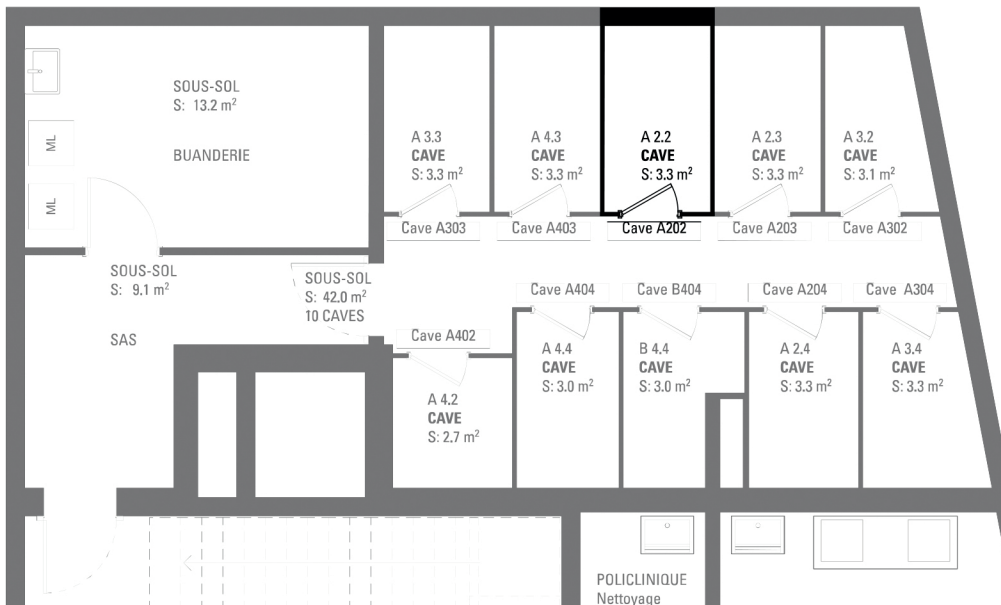 SOUS-SOL
S: 13.2 m²
BUANDERIE
ML
ML
A 3.3
CAVE
S: 3.3 m²
Cave A303
A 4.3
CAVE
S: 3.3 m²
Cave A403
A 2.2
CAVE
S: 3.3 m²
Cave A202
A 2.3
CAVE
S: 3.3 m²
Cave A203
A 3.2
CAVE
S: 3.1 m²
Cave A302
SOUS-SOL
S: 9.1 m²
SAS
SOUS-SOL
S: 42.0 m²
10 CAVES
Cave A402
A 4.2
CAVE
S: 2.7 m²
Cave A404
A 4.4
CAVE
S: 3.0 m²
Cave B404
B 4.4
CAVE
S: 3.0 m²
Cave A204
A 2.4
CAVE
S: 3.3 m²
Cave A304
A 3.4
CAVE
S: 3.3 m²
POLICLINIQUE
Nettoyage